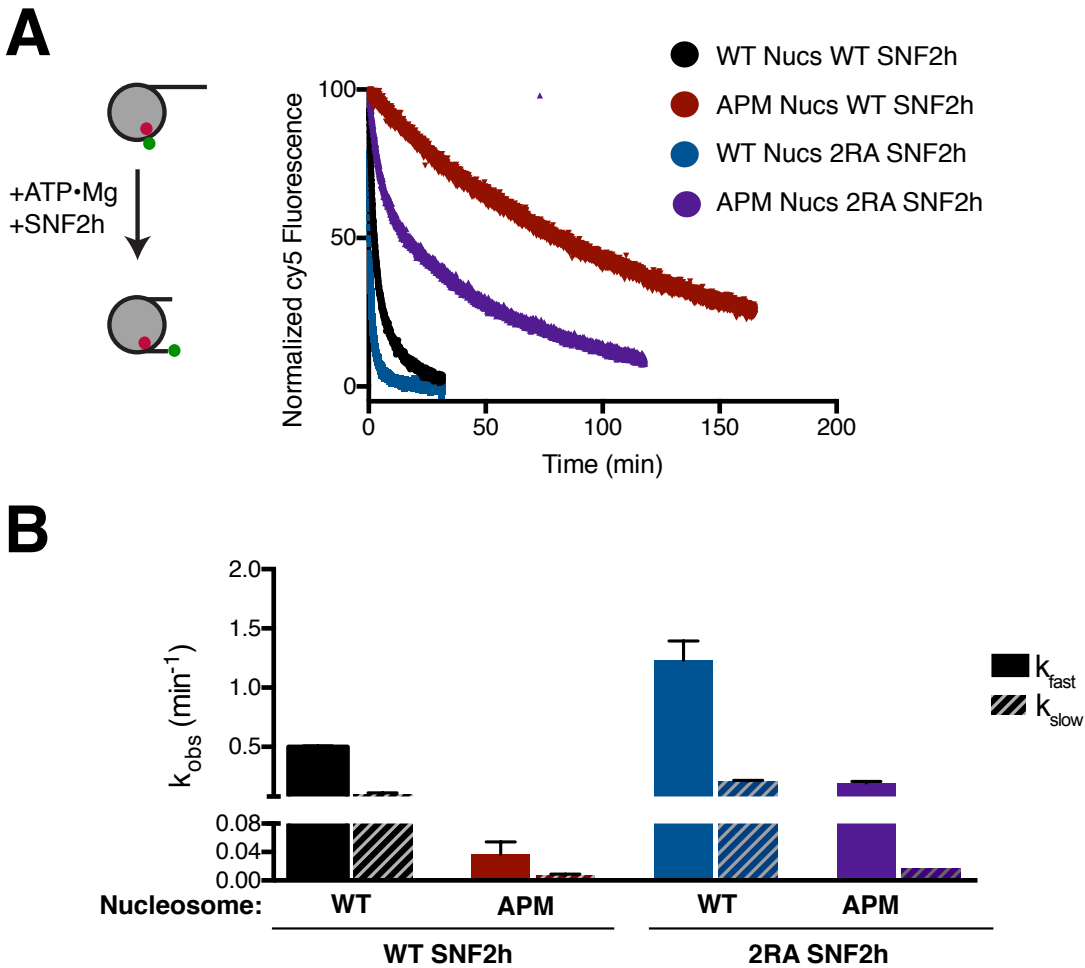 A
+ATP•Mg
+SNF2h
Normalized cy5 Fluorescence
100
50
0
0 50 100 150 200
Time (min)
WT Nucs WT SNF2h
APM Nucs WT SNF2h
WT Nucs 2RA SNF2h
APM Nucs 2RA SNF2h
B
kobs (min-1)
2.0
1.5
1.0
0.5
0.08
0.04
0.00
kfast
kslow
Nucleosome: WT APM WT APM
WT SNF2h 2RA SNF2h